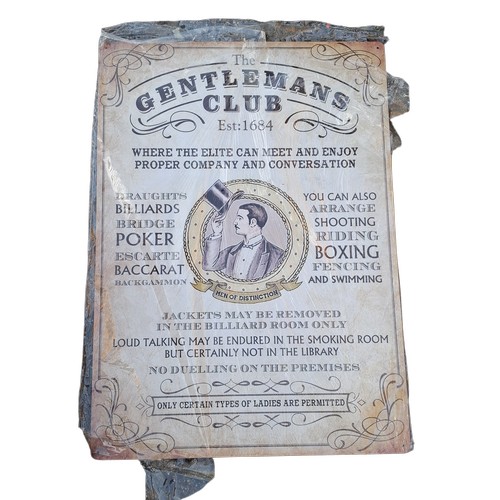 The
GENTLEMANS
CLUB
Est:1684
WHERE THE ELITE CAN MEET AND ENJOY
PROPER COMPANY AND CONVERSATION
DRAUGHTS
BILLIARDS
BRIDGE
POKER
ESCARTE
BACCARAT
BACKGAMMON
MEN OF DISTINCTION
YOU CAN ALSO
ARRANGE
SHOOTING
RIDING
BOXING
FENCING
AND SWIMMING
JACKETS MAY BE REMOVED
IN THE BILLIARD ROOM ONLY
LOUD TALKING MAY BE ENDURED IN THE SMOKING ROOM
BUT CERTAINLY NOT IN THE LIBRARY
NO DUELLING ON THE PREMISES
ONLY CERTAIN TYPES OF LADIES ARE PERMITTED